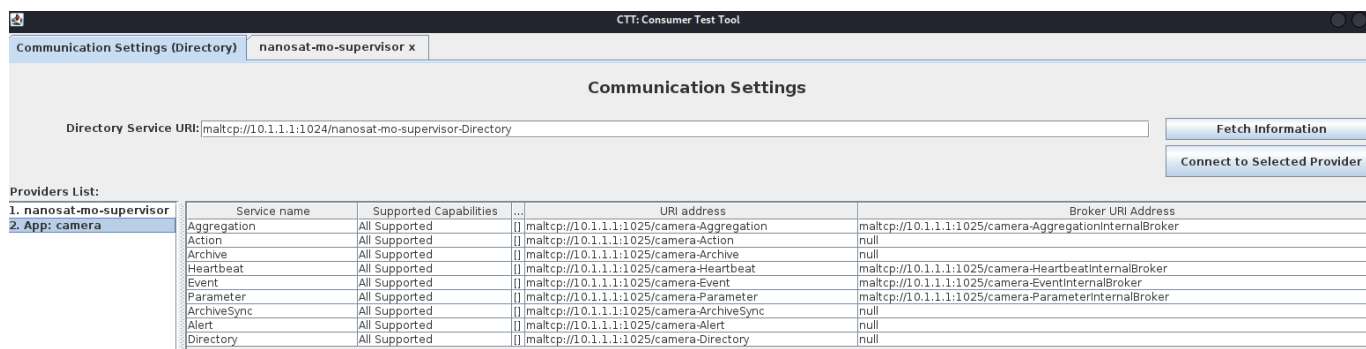 CTT: Consumer Test Tool
Communication Settings (Directory) nanosat-mo-supervisor x
Communication Settings
Directory Service URI: maltcp://10.1.1.1:1024/nanosat-mo-supervisor-Directory Fetch Information
Connect to Selected Provider
Providers List:
1. nanosat-mo-supervisor Service name Supported Capabilities ... URI address Broker URI Address
2. App: camera Aggregation All Supported [] maltcp://10.1.1.1:1025/camera-Aggregation maltcp://10.1.1.1:1025/camera-AggregationInternalBroker
Action All Supported [] maltcp://10.1.1.1:1025/camera-Action null
Archive All Supported [] maltcp://10.1.1.1:1025/camera-Archive null
Heartbeat All Supported [] maltcp://10.1.1.1:1025/camera-Heartbeat maltcp://10.1.1.1:1025/camera-HeartbeatInternalBroker
Event All Supported [] maltcp://10.1.1.1:1025/camera-Event maltcp://10.1.1.1:1025/camera-EventInternalBroker
Parameter All Supported [] maltcp://10.1.1.1:1025/camera-Parameter maltcp://10.1.1.1:1025/camera-ParameterInternalBroker
ArchiveSync All Supported [] maltcp://10.1.1.1:1025/camera-ArchiveSync null
Alert All Supported [] maltcp://10.1.1.1:1025/camera-Alert null
Directory All Supported [] maltcp://10.1.1.1:1025/camera-Directory null